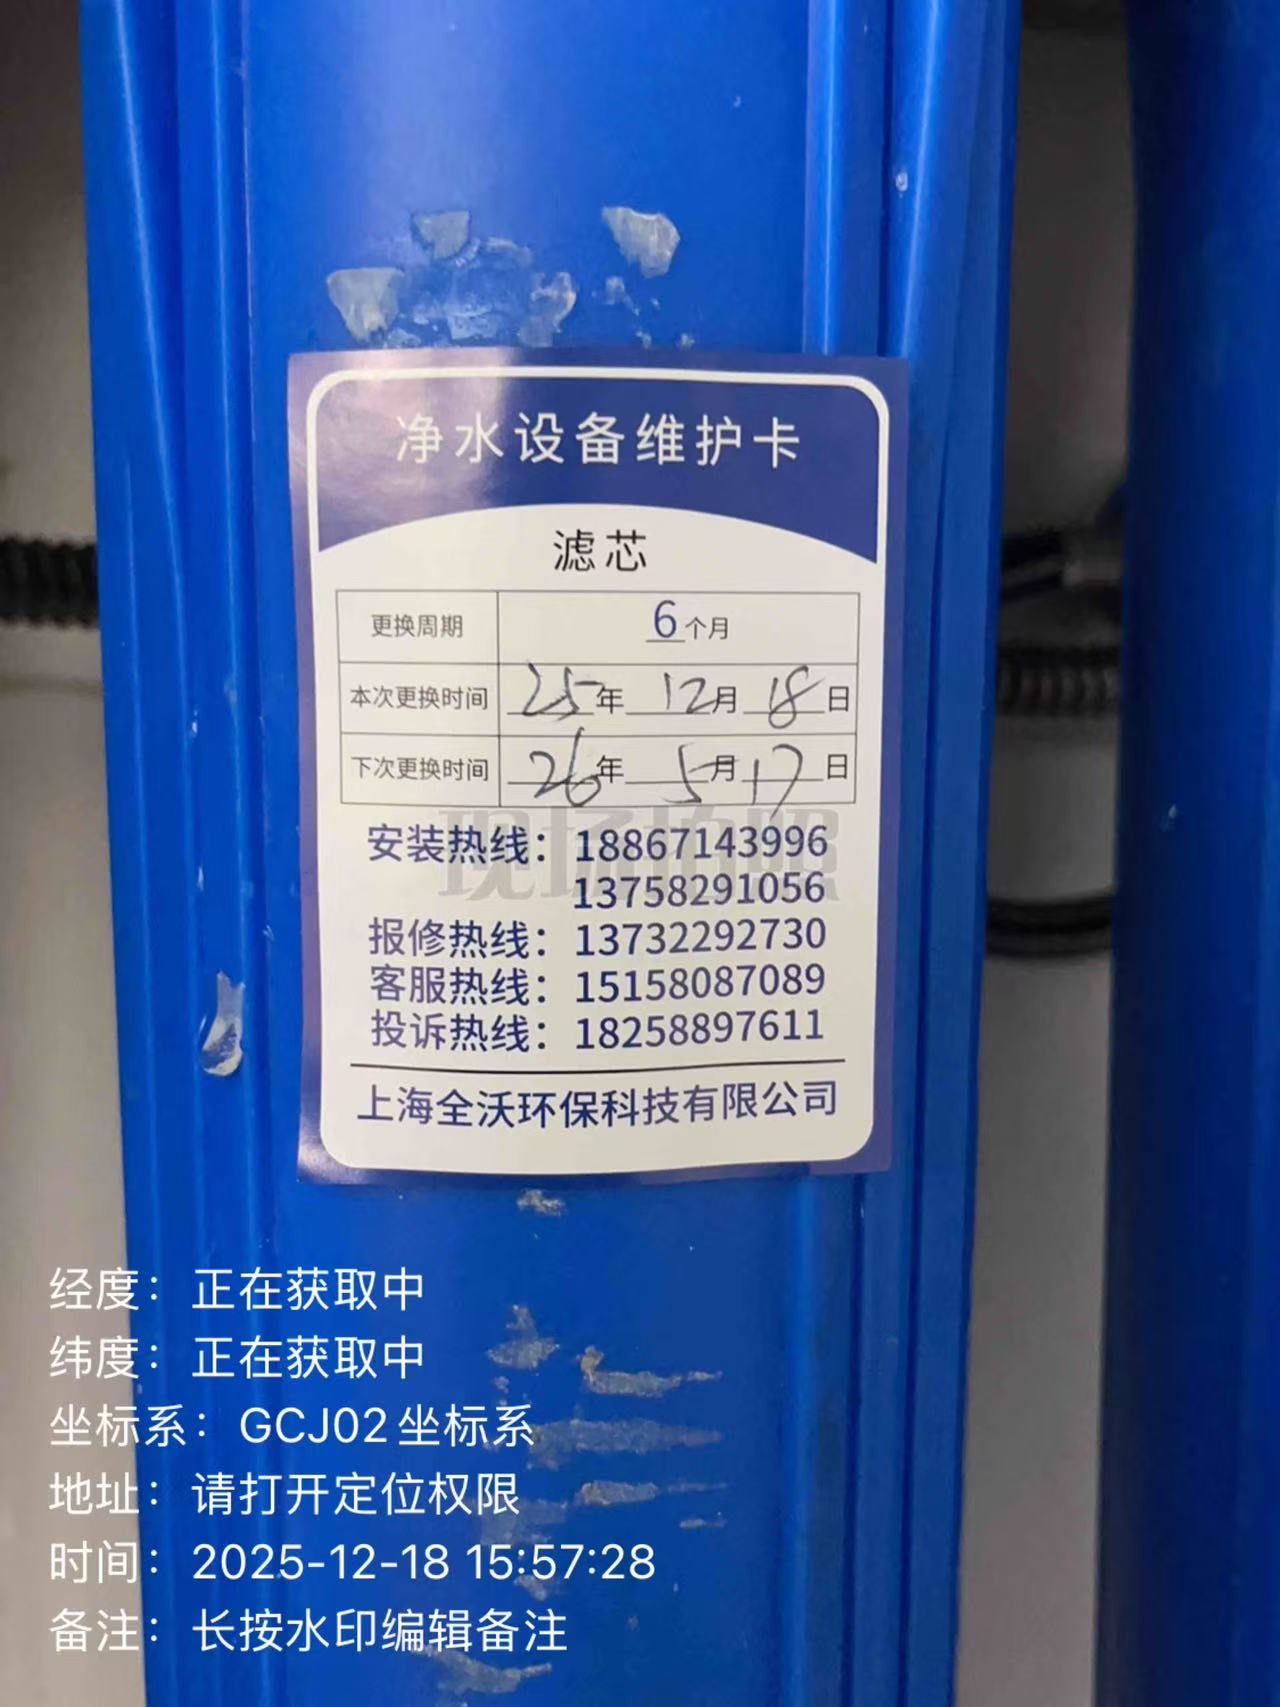 净水设备维护卡
滤芯
更换周期 6个月
本次更换时间 25年 12月 18日
下次更换时间 26年 5月 17日
现场拍照
安装热线：18867143996
13758291056
报修热线：13732292730
客服热线：15158087089
投诉热线：18258897611
上海全沃环保科技有限公司
经度：正在获取中
纬度：正在获取中
坐标系：GCJ02坐标系
地址：请打开定位权限
时间：2025-12-18 15:57:28
备注：长按水印编辑备注